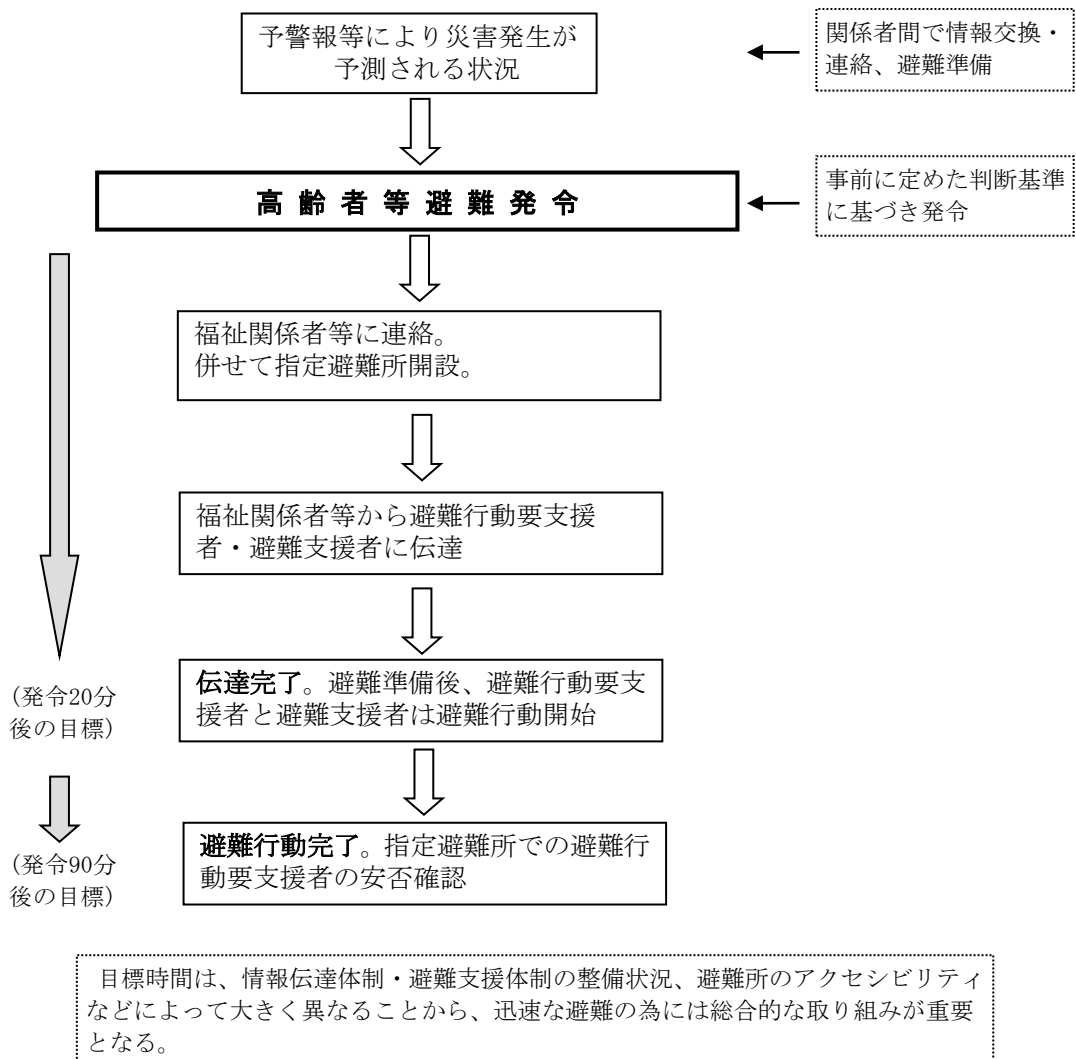 予警報等により災害発生が
予測される状況
関係者間で情報交換・
連絡、避難準備
高齢者等避難発令
事前に定めた判断基準
に基づき発令
福祉関係者等に連絡。
併せて指定避難所開設。
福祉関係者等から避難行動要支援
者・避難支援者に伝達
(発令20分
後の目標)
伝達完了。避難準備後、避難行動要支
援者と避難支援者は避難行動開始
(発令90分
後の目標)
避難行動完了。指定避難所での避難行
動要支援者の安否確認
目標時間は、情報伝達体制・避難支援体制の整備状況、避難所のアクセシビリティ
などによって大きく異なることから、迅速な避難の為には総合的な取り組みが重要
となる。